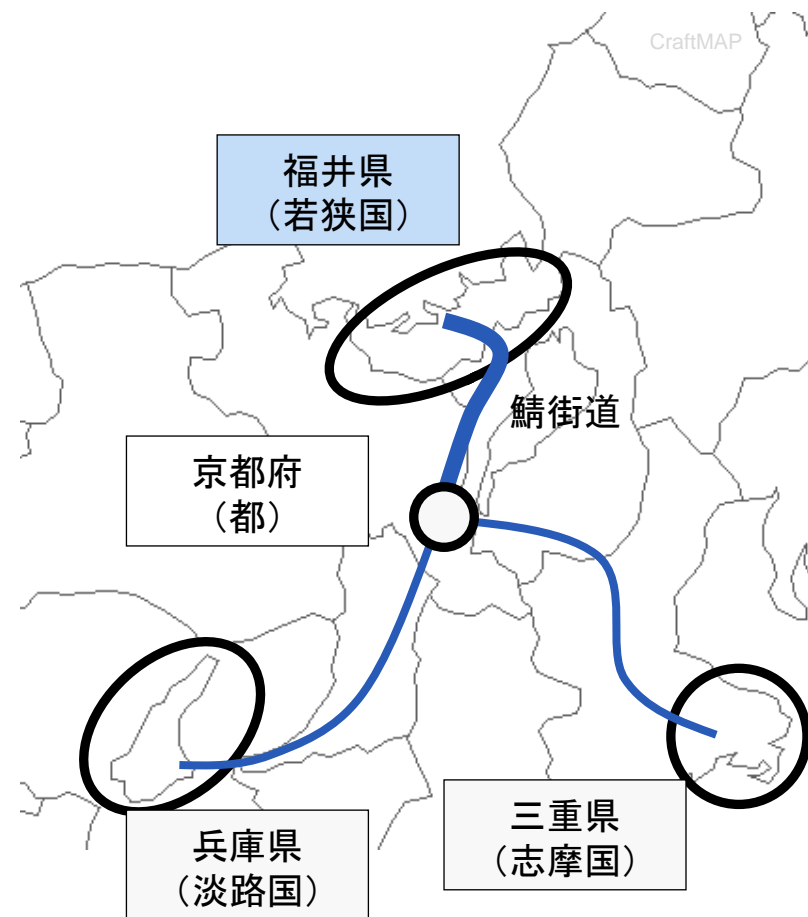 CraftMAP
福井県
（若狭国）
鯖街道
京都府
（都）
三重県
（志摩国）
兵庫県
（淡路国）